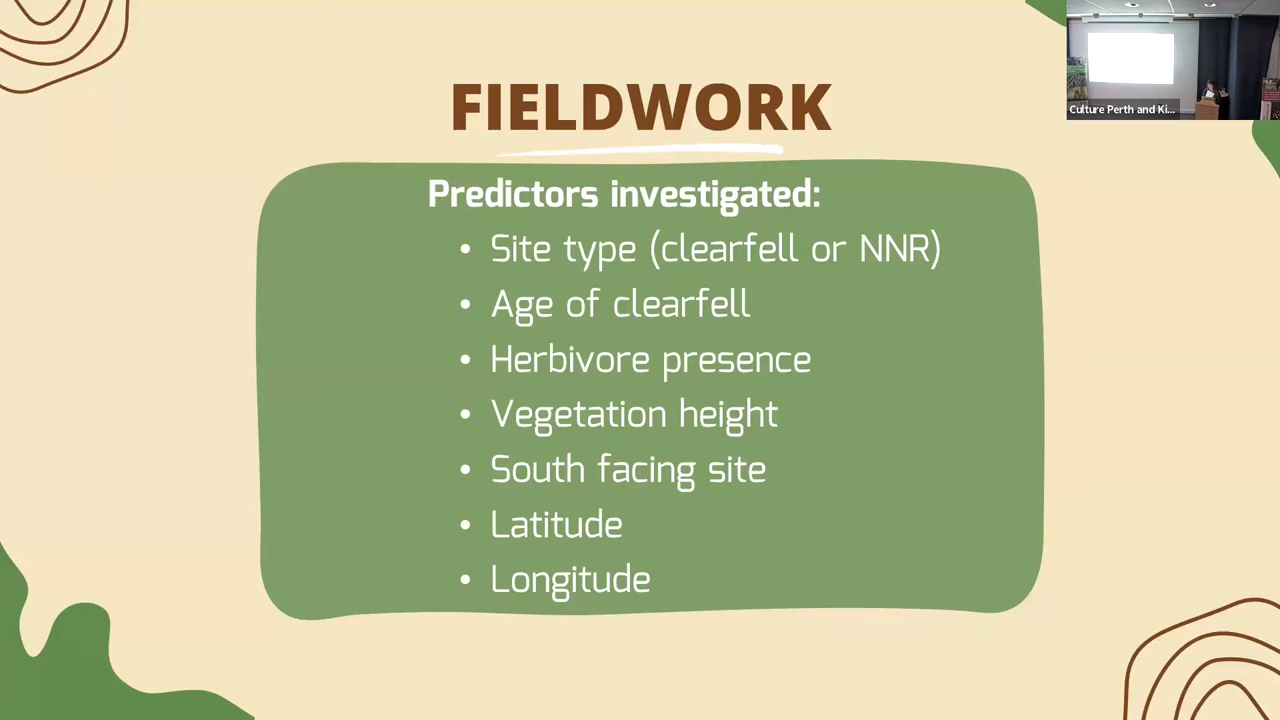 FIELDWORK
Predictors investigated:
• Site type (clearfell or NNR)
• Age of clearfell
• Herbivore presence
• Vegetation height
• South facing site
• Latitude
• Longitude
Culture Perth and Ki...